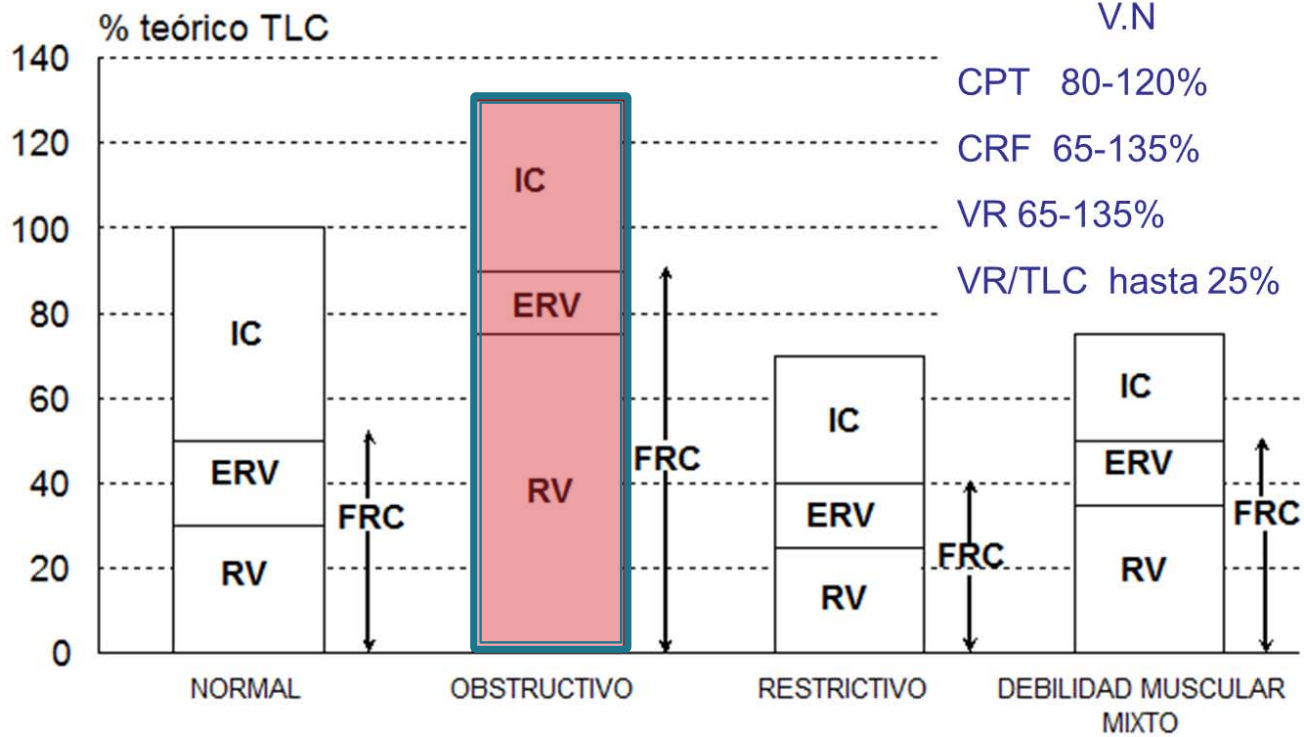 % teórico TLC
140
120
100
80
60
40
20
0
IC
ERV
RV
FRC
NORMAL
IC
ERV
RV
FRC
OBSTRUCTIVO
IC
ERV
RV
FRC
RESTRICTIVO
IC
ERV
RV
FRC
DEBILIDAD MUSCULAR
MIXTO
V.N
CPT 80-120%
CRF 65-135%
VR 65-135%
VR/TLC hasta 25%